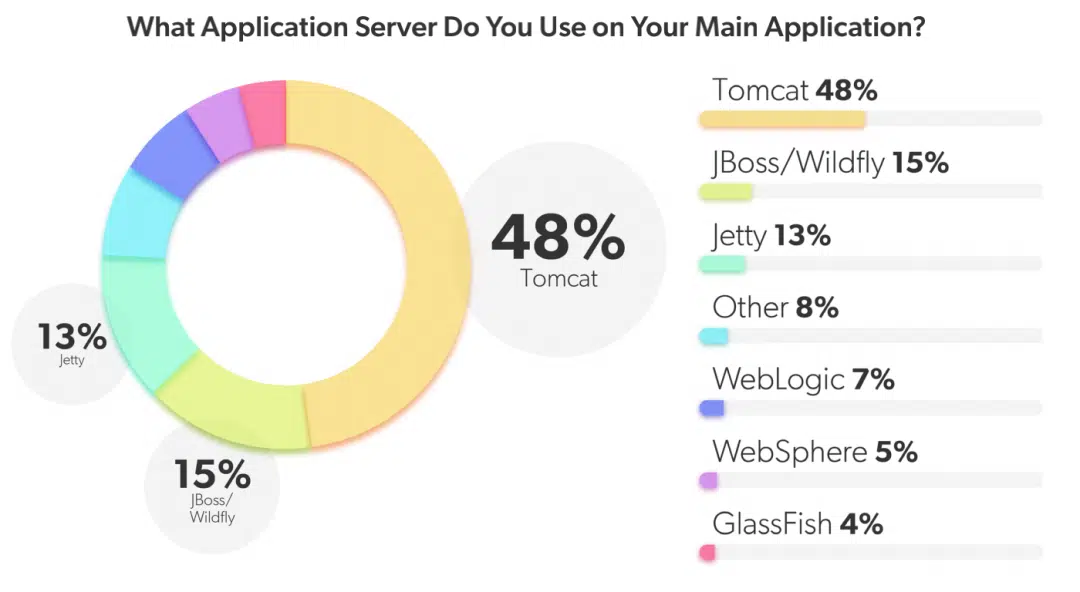 What Application Server Do You Use on Your Main Application?
48%
Tomcat
13%
Jetty
15%
JBoss/
Wildfly
Tomcat 48%
JBoss/Wildfly 15%
Jetty 13%
Other 8%
WebLogic 7%
WebSphere 5%
GlassFish 4%